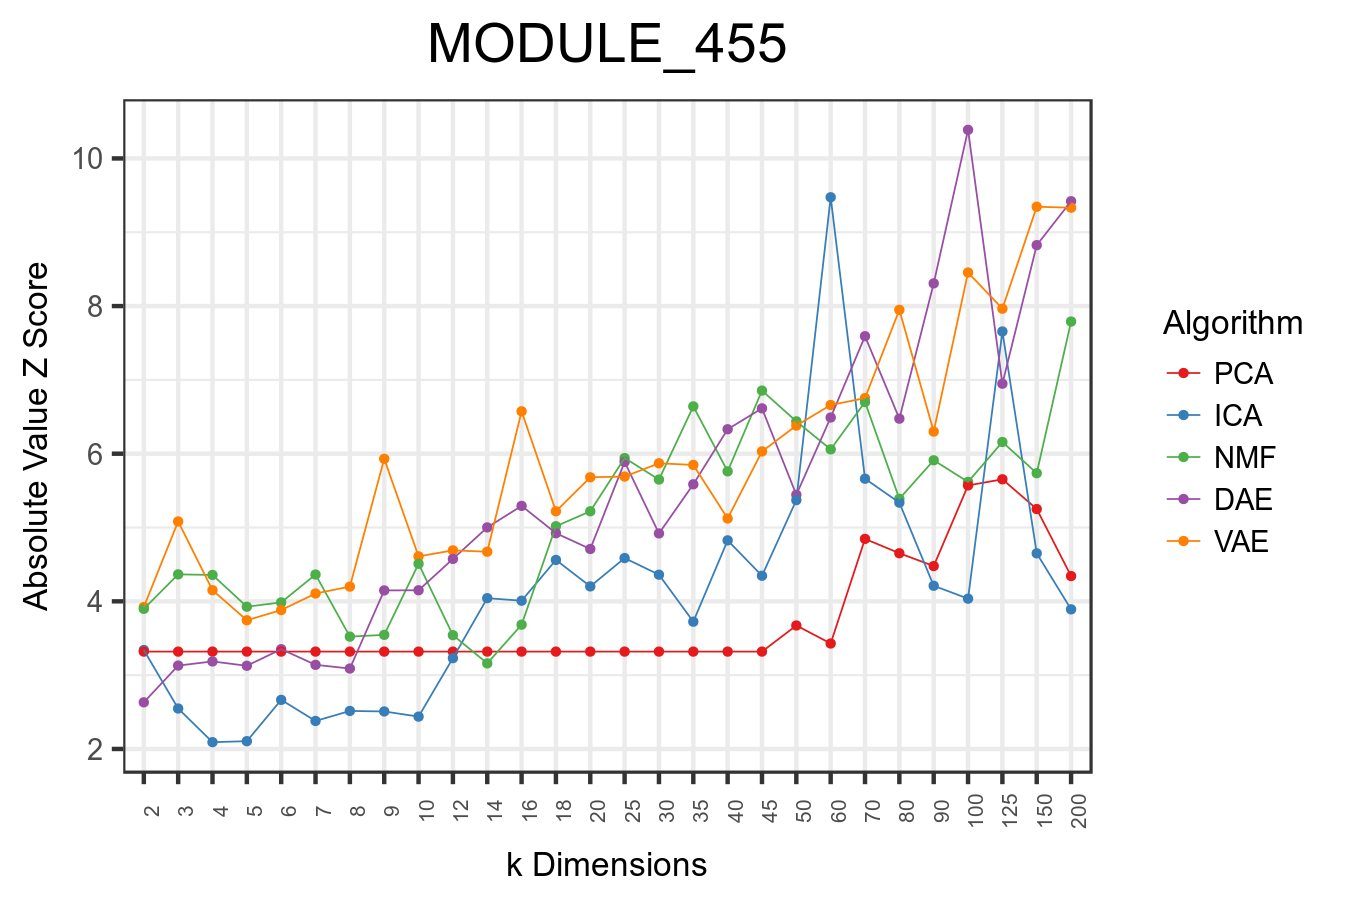 MODULE_455
Absolute Value Z Score
10
8
6
4
2
2 3 4 5 6 7 8 9 10 12 14 16 18 20 25 30 35 40 45 50 60 70 80 90 100 125 150 200
k Dimensions
Algorithm
PCA
ICA
NMF
DAE
VAE